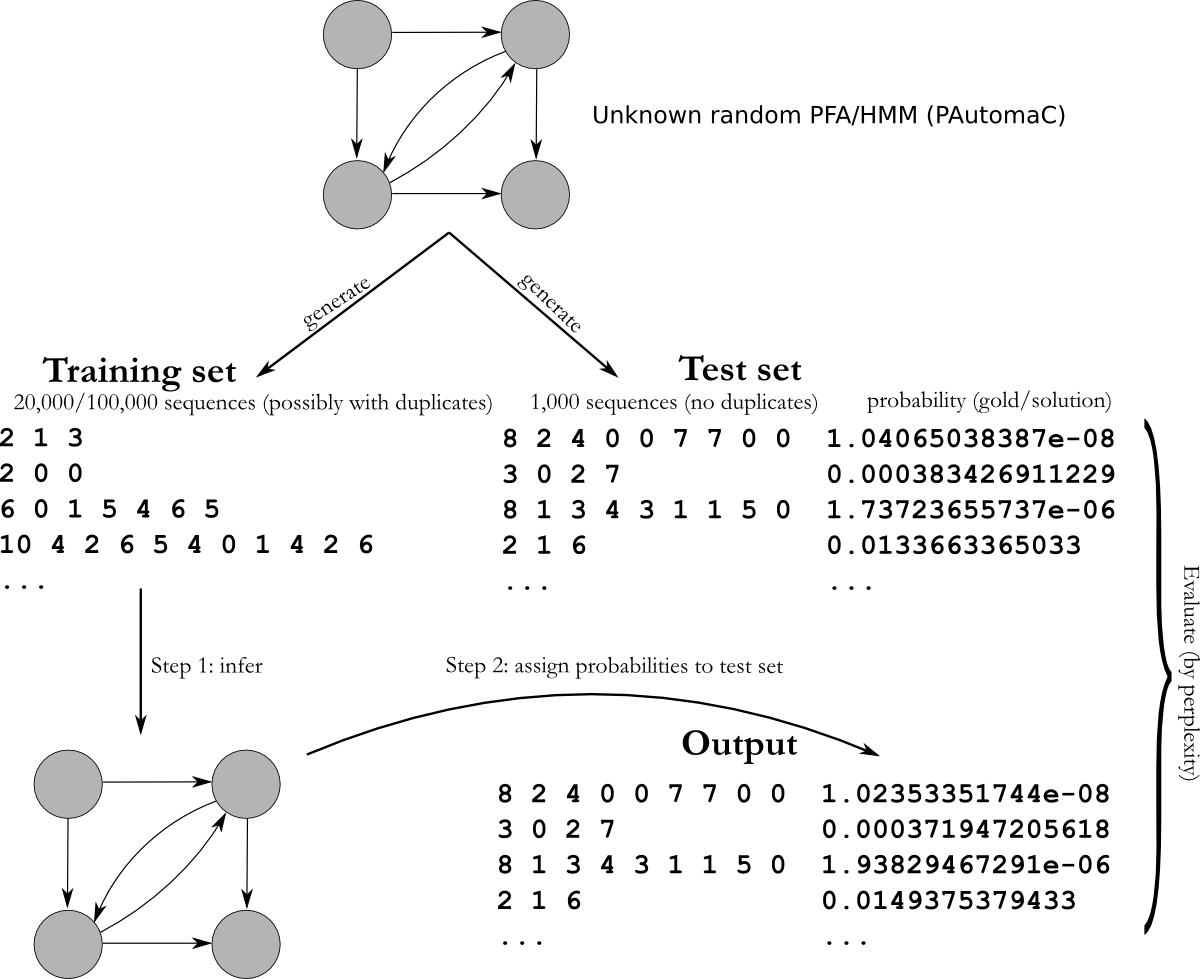 Unknown random PFA/HMM (PAutomaC)
generate
generate
Training set
20,000/100,000 sequences (possibly with duplicates)
2 1 3
2 0 0
6 0 1 5 4 6 5
10 4 2 6 5 4 0 1 4 2 6
...
Test set
1,000 sequences (no duplicates) probability (gold/solution)
8 2 4 0 0 7 7 0 0 1.04065038387e-08
3 0 2 7 0.000383426911229
8 1 3 4 3 1 1 5 0 1.73723655737e-06
2 1 6 0.0133663365033
... ...
Evaluate (by perplexity)
Step 1: infer
Step 2: assign probabilities to test set
Output
8 2 4 0 0 7 7 0 0 1.02353351744e-08
3 0 2 7 0.000371947205618
8 1 3 4 3 1 1 5 0 1.93829467291e-06
2 1 6 0.0149375379433
... ...